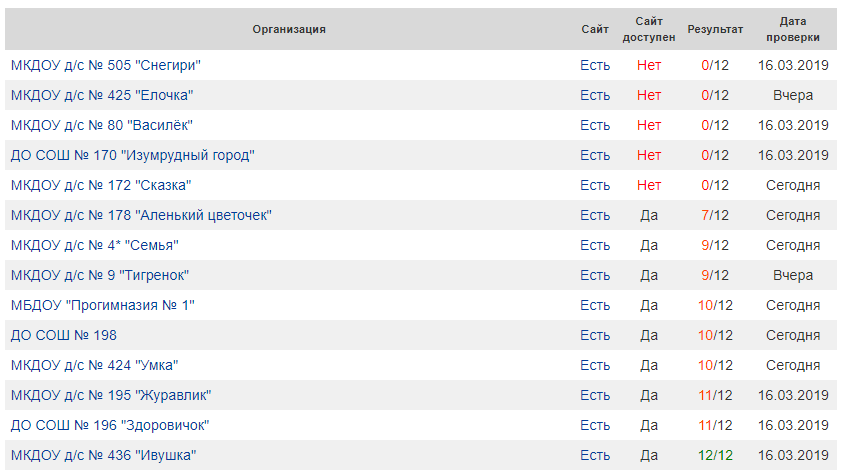 Организация Сайт Сайт доступен Результат Дата проверки
МКДОУ д/с № 505 "Снегири" Есть Нет 0/12 16.03.2019
МКДОУ д/с № 425 "Елочка" Есть Нет 0/12 Вчера
МКДОУ д/с № 80 "Василёк" Есть Нет 0/12 16.03.2019
ДО СОШ № 170 "Изумрудный город" Есть Нет 0/12 16.03.2019
МКДОУ д/с № 172 "Сказка" Есть Нет 0/12 Сегодня
МКДОУ д/с № 178 "Аленький цветочек" Есть Да 7/12 Сегодня
МКДОУ д/с № 4* "Семья" Есть Да 9/12 Сегодня
МКДОУ д/с № 9 "Тигренок" Есть Да 9/12 Вчера
МБДОУ "Прогимназия № 1" Есть Да 10/12 Сегодня
ДО СОШ № 198 Есть Да 10/12 Сегодня
МКДОУ д/с № 424 "Умка" Есть Да 10/12 Сегодня
МКДОУ д/с № 195 "Журавлик" Есть Да 11/12 16.03.2019
ДО СОШ № 196 "Здоровичок" Есть Да 11/12 16.03.2019
МКДОУ д/с № 436 "Ивушка" Есть Да 12/12 16.03.2019